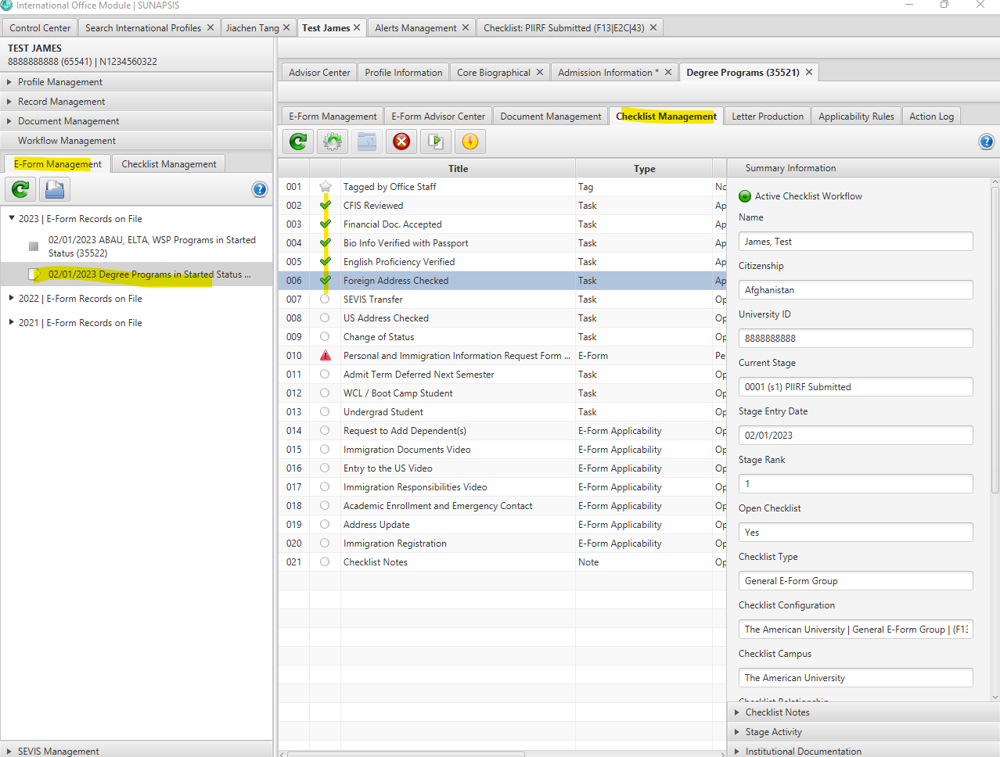 International Office Module | SUNAPSIS
Control Center Search International Profiles Jiachen Tang Test James Alerts Management Checklist: PIIRF Submitted (F13|E2C|43)
TEST JAMES
8888888888 (65541) | N1234560322
Profile Management
Record Management
Document Management
Workflow Management
E-Form Management Checklist Management
2023 | E-Form Records on File
02/01/2023 ABAU, ELTA, WSP Programs in Started
Status (35522)
02/01/2023 Degree Programs in Started Status ...
2022 | E-Form Records on File
2021 | E-Form Records on File
SEVIS Management
Advisor Center Profile Information Core Biographical Admission Information * Degree Programs (35521)
E-Form Management E-Form Advisor Center Document Management Checklist Management Letter Production Applicability Rules Action Log
Title Type
001 Tagged by Office Staff Tag No
002 CFIS Reviewed Task Ap
003 Financial Doc. Accepted Task Ap
004 Bio Info Verified with Passport Task Ap
005 English Proficiency Verified Task Ap
006 Foreign Address Checked Task Ap
007 SEVIS Transfer Task Op
008 US Address Checked Task Op
009 Change of Status Task Op
010 Personal and Immigration Information Request Form ... E-Form Pe
011 Admit Term Deferred Next Semester Task Op
012 WCL / Boot Camp Student Task Op
013 Undergrad Student Task Op
014 Request to Add Dependent(s) E-Form Applicability Op
015 Immigration Documents Video E-Form Applicability Op
016 Entry to the US Video E-Form Applicability Op
017 Immigration Responsibilities Video E-Form Applicability Op
018 Academic Enrollment and Emergency Contact E-Form Applicability Op
019 Address Update E-Form Applicability Op
020 Immigration Registration E-Form Applicability Op
021 Checklist Notes Note Op
Summary Information
Active Checklist Workflow
Name
James, Test
Citizenship
Afghanistan
University ID
8888888888
Current Stage
0001 (s1) PIIRF Submitted
Stage Entry Date
02/01/2023
Stage Rank
1
Open Checklist
Yes
Checklist Type
General E-Form Group
Checklist Configuration
The American University | General E-Form Group | (F13
Checklist Campus
The American University
Checklist Relationship
Checklist Notes
Stage Activity
Institutional Documentation